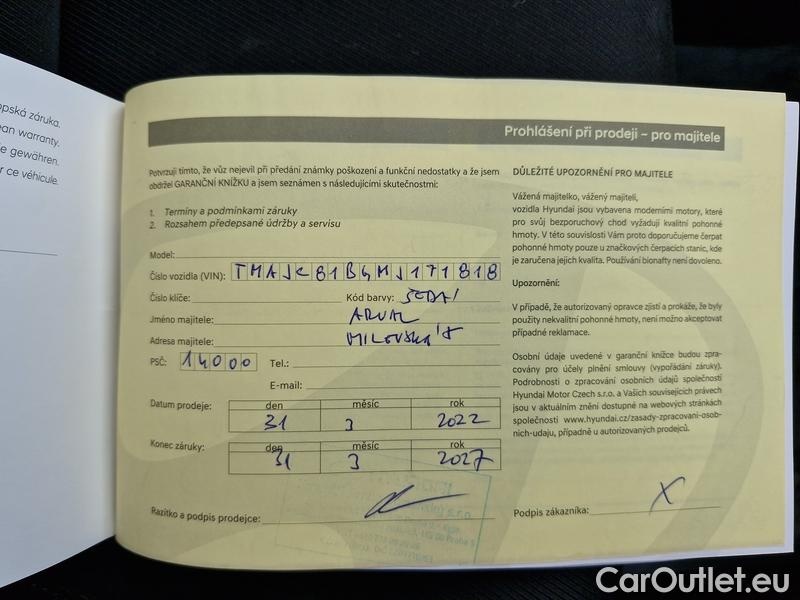 opská záruka.
ean warranty.
e gewähren.
r ce véhicule.
Prohlášení při prodeji – pro majitele
Potvrzuji tímto, že vůz nejevil při předání známky poškození a funkční nedostatky a že jsem
obdržel GARANČNÍ KNÍŽKU a jsem seznámen s následujícími skutečnostmi:
1. Termíny a podmínkami záruky
2. Rozsahem předepsané údržby a servisu
Model:
Číslo vozidla (VIN): TMAJC81BGMJ171818
Číslo klíče: Kód barvy: ŠEDÁ
Jméno majitele: ARVAL
Adresa majitele: MILEVSKÁ
PSČ: 14000 Tel.:
E-mail:
Datum prodeje: den měsíc rok
31 3 2022
Konec záruky: den měsíc rok
31 3 2027
Razítko a podpis prodejce:
DŮLEŽITÉ UPOZORNĚNÍ PRO MAJITELE
Vážená majitelko, vážený majiteli,
vozidla Hyundai jsou vybavena moderními motory, které
pro svůj bezporuchový chod vyžadují kvalitní pohonné
hmoty. V této souvislosti Vám proto doporučujeme čerpat
pohonné hmoty pouze u značkových čerpacích stanic, kde
je zaručena jejich kvalita. Používání bionafty není dovoleno.
Upozornění:
V případě, že autorizovaný opravce zjistí a prokáže, že byly
použity nekvalitní pohonné hmoty, není možno akceptovat
případné reklamace.
Osobní údaje uvedené v garanční knížce budou zpra-
covány pro účely plnění smlouvy (vypořádání záruky).
Podrobnosti o zpracování osobních údajů společností
Hyundai Motor Czech s.r.o. a Vašich souvisejících právech
jsou v aktuálním znění dostupné na webových stránkách
společnosti www.hyundai.cz/zasady-zpracovani-osob-
nich-udaju, případně u autorizovaných prodejců.
Podpis zákazníka: X
CarOutlet.eu